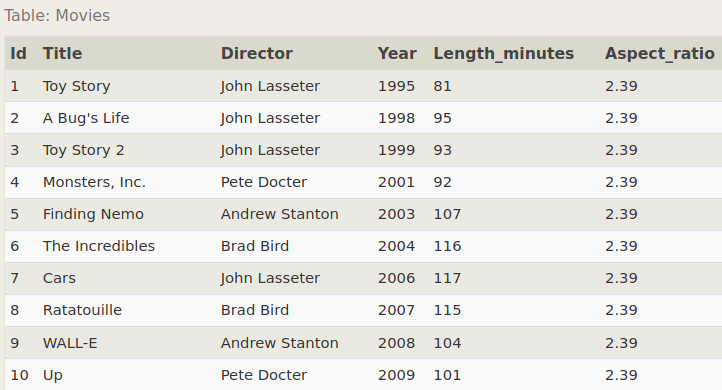 Table: Movies
Id Title Director Year Length_minutes Aspect_ratio
1 Toy Story John Lasseter 1995 81 2.39
2 A Bug's Life John Lasseter 1998 95 2.39
3 Toy Story 2 John Lasseter 1999 93 2.39
4 Monsters, Inc. Pete Docter 2001 92 2.39
5 Finding Nemo Andrew Stanton 2003 107 2.39
6 The Incredibles Brad Bird 2004 116 2.39
7 Cars John Lasseter 2006 117 2.39
8 Ratatouille Brad Bird 2007 115 2.39
9 WALL-E Andrew Stanton 2008 104 2.39
10 Up Pete Docter 2009 101 2.39